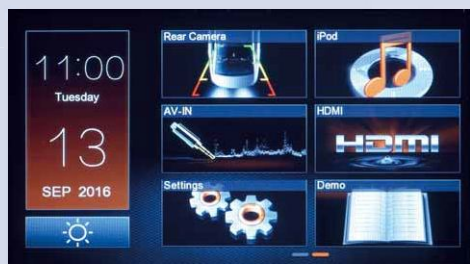 11:00
Tuesday
13
SEP 2016
Rear Camera
iPod
AV-IN
HDMI
HDMI
Settings
Demo